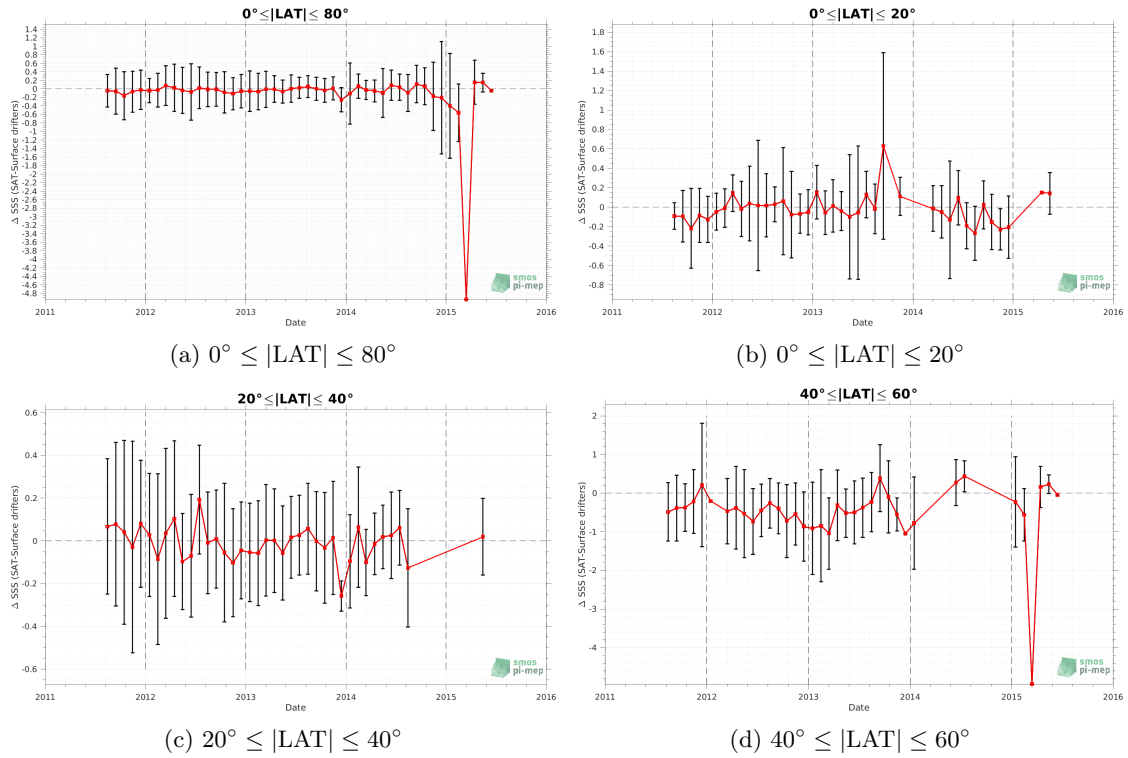 0°≤|LAT|≤ 80°
Δ SSS (SAT-Surface drifters)
1.4
1.2
1
0.8
0.6
0.4
0.2
0
-0.2
-0.4
-0.6
-0.8
-1
-1.2
-1.4
-1.6
-1.8
-2
-2.2
-2.4
-2.6
-2.8
-3
-3.2
-3.4
-3.6
-3.8
-4
-4.2
-4.4
-4.6
-4.8
smos
pi-mep
2011 2012 2013 2014 2015 2016
Date
(a) 0° ≤ |LAT| ≤ 80°
0°≤|LAT|≤ 20°
Δ SSS (SAT-Surface drifters)
1.8
1.6
1.4
1.2
1
0.8
0.6
0.4
0.2
0
-0.2
-0.4
-0.6
-0.8
smos
pi-mep
2011 2012 2013 2014 2015 2016
Date
(b) 0° ≤ |LAT| ≤ 20°
20°≤|LAT|≤ 40°
Δ SSS (SAT-Surface drifters)
0.6
0.4
0.2
0
-0.2
-0.4
-0.6
smos
pi-mep
2011 2012 2013 2014 2015 2016
Date
(c) 20° ≤ |LAT| ≤ 40°
40°≤|LAT|≤ 60°
Δ SSS (SAT-Surface drifters)
2
1
0
-1
-2
-3
-4
smos
pi-mep
2011 2012 2013 2014 2015 2016
Date
(d) 40° ≤ |LAT| ≤ 60°